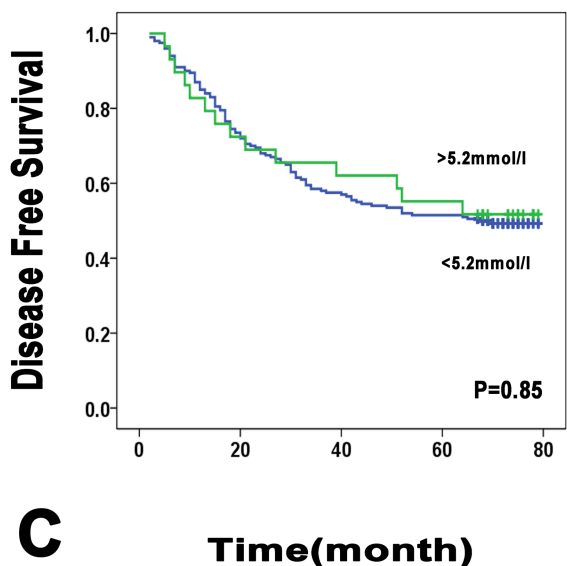 Disease Free Survival
1.0
0.8
0.6
0.4
0.2
0.0
>5.2mmol/l
<5.2mmol/l
P=0.85
0 20 40 60 80
C
Time(month)